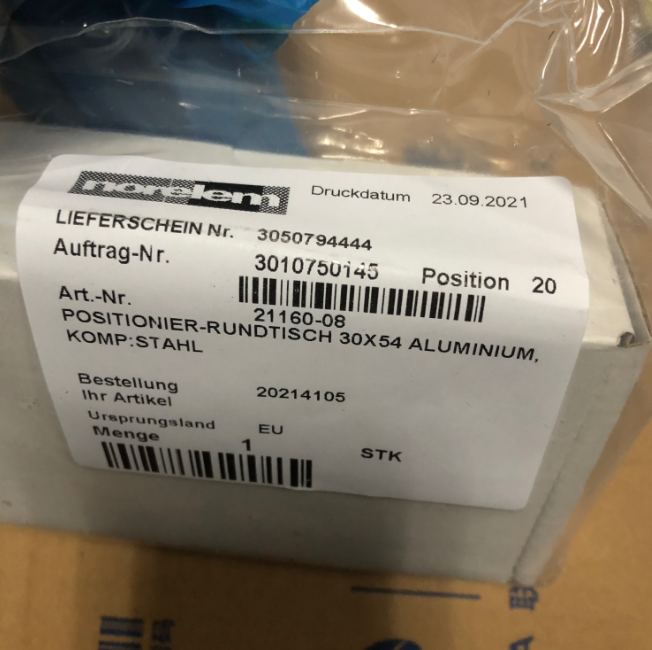 norelem
Druckdatum 23.09.2021
LIEFERSCHEIN Nr. 3050794444
Auftrag-Nr. 3010750145 Position 20
Art.-Nr. 21160-08
POSITIONIER-RUNDTISCH 30X54 ALUMINIUM,
KOMP:STAHL
Bestellung 20214105
Ihr Artikel
Ursprungsland EU
Menge 1 STK